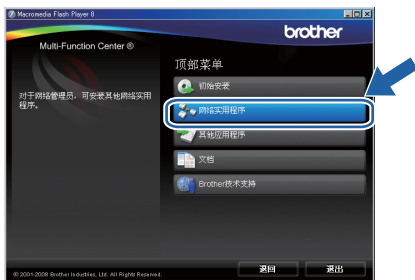 Macromedia Flash Player 8
brother
Multi-Function Center ®
顶部菜单
初始安装
对于网络管理员，可安装其他网络实用
程序。
网络实用程序
其他应用程序
文档
Brother技术支持
退回
退出
© 2001-2008 Brother Industries, Ltd. All Rights Reserved.